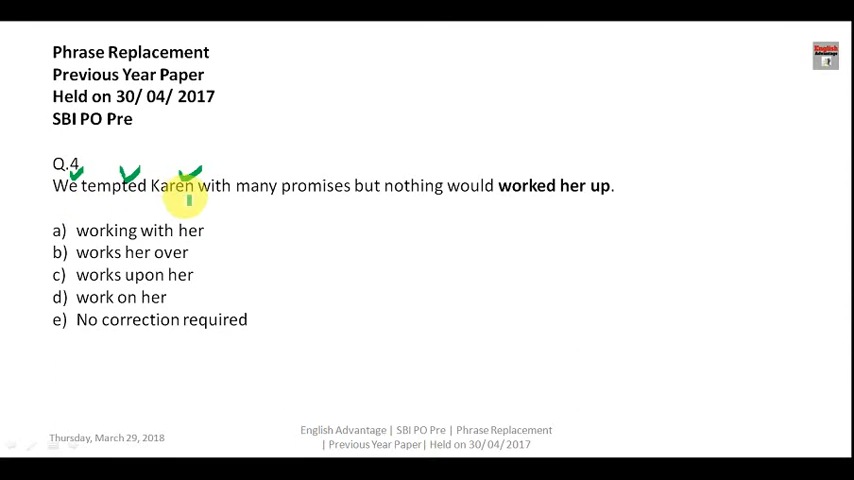 Phrase Replacement
Previous Year Paper
Held on 30/ 04/ 2017
SBI PO Pre
English
Advantage
Q.4
We tempted Karen with many promises but nothing would worked her up.
a) working with her
b) works her over
c) works upon her
d) work on her
e) No correction required
Thursday, March 29, 2018
English Advantage| SBI PO Pre | Phrase Replacement
| Previous Year Paper| Held on 30/04/2017